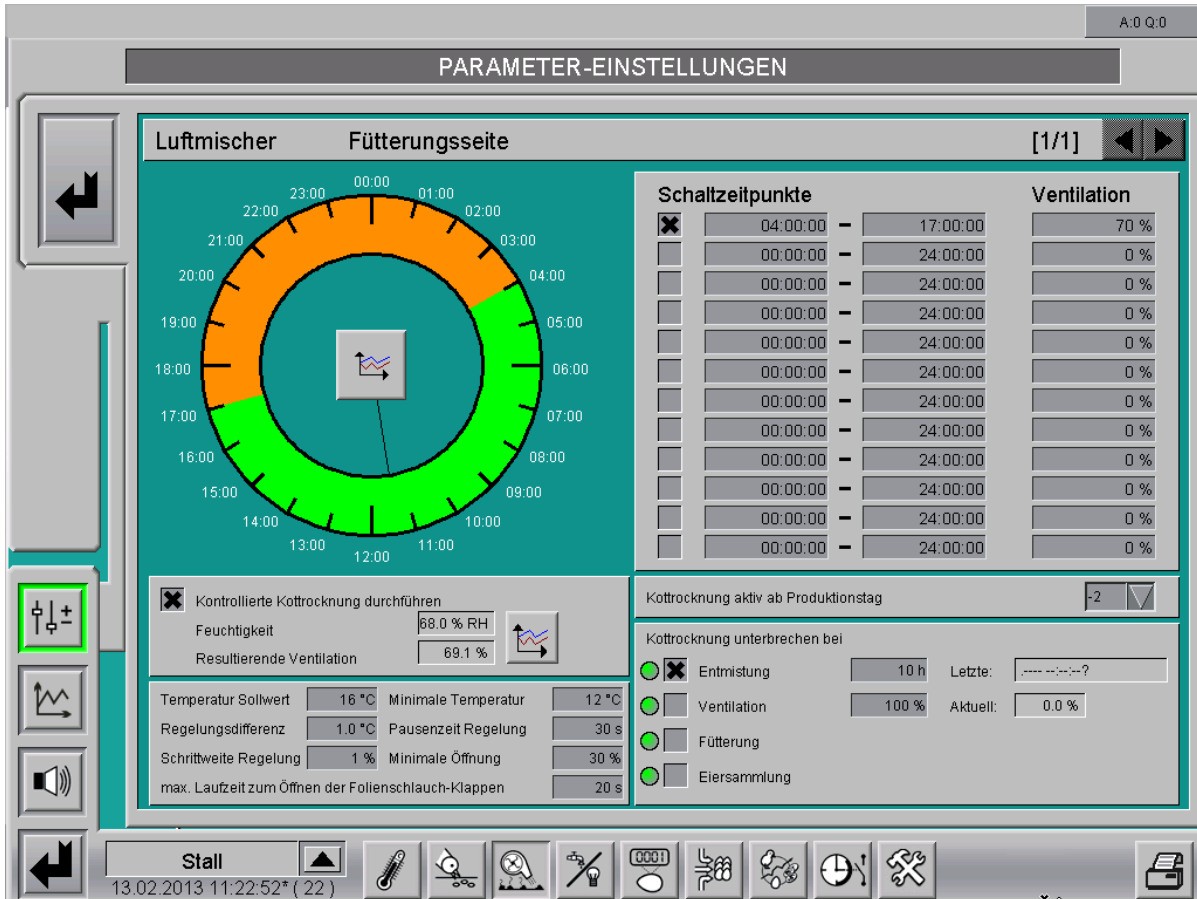 A:0 Q:0
PARAMETER-EINSTELLUNGEN
Luftmischer Fütterungsseite [1/1]
00:00
01:00
02:00
03:00
04:00
05:00
06:00
07:00
08:00
09:00
10:00
11:00
12:00
13:00
14:00
15:00
16:00
17:00
18:00
19:00
20:00
21:00
22:00
23:00
Schaltzeitpunkte Ventilation
04:00:00 – 17:00:00 70 %
00:00:00 – 24:00:00 0 %
00:00:00 – 24:00:00 0 %
00:00:00 – 24:00:00 0 %
00:00:00 – 24:00:00 0 %
00:00:00 – 24:00:00 0 %
00:00:00 – 24:00:00 0 %
00:00:00 – 24:00:00 0 %
00:00:00 – 24:00:00 0 %
00:00:00 – 24:00:00 0 %
00:00:00 – 24:00:00 0 %
00:00:00 – 24:00:00 0 %
Kontrollierte Kottrocknung durchführen
Feuchtigkeit 68.0 % RH
Resultierende Ventilation 69.1 %
Temperatur Sollwert 16 °C Minimale Temperatur 12 °C
Regelungsdifferenz 1.0 °C Pausenzeit Regelung 30 s
Schrittweite Regelung 1 % Minimale Öffnung 30 %
max. Laufzeit zum Öffnen der Folienschlauch-Klappen 20 s
Kottrocknung aktiv ab Produktionstag -2
Kottrocknung unterbrechen bei
Entmistung 10 h Letzte: .---- --:--:--?
Ventilation 100 % Aktuell: 0.0 %
Fütterung
Eiersammlung
Stall
13.02.2013 11:22:52* ( 22 )
0001